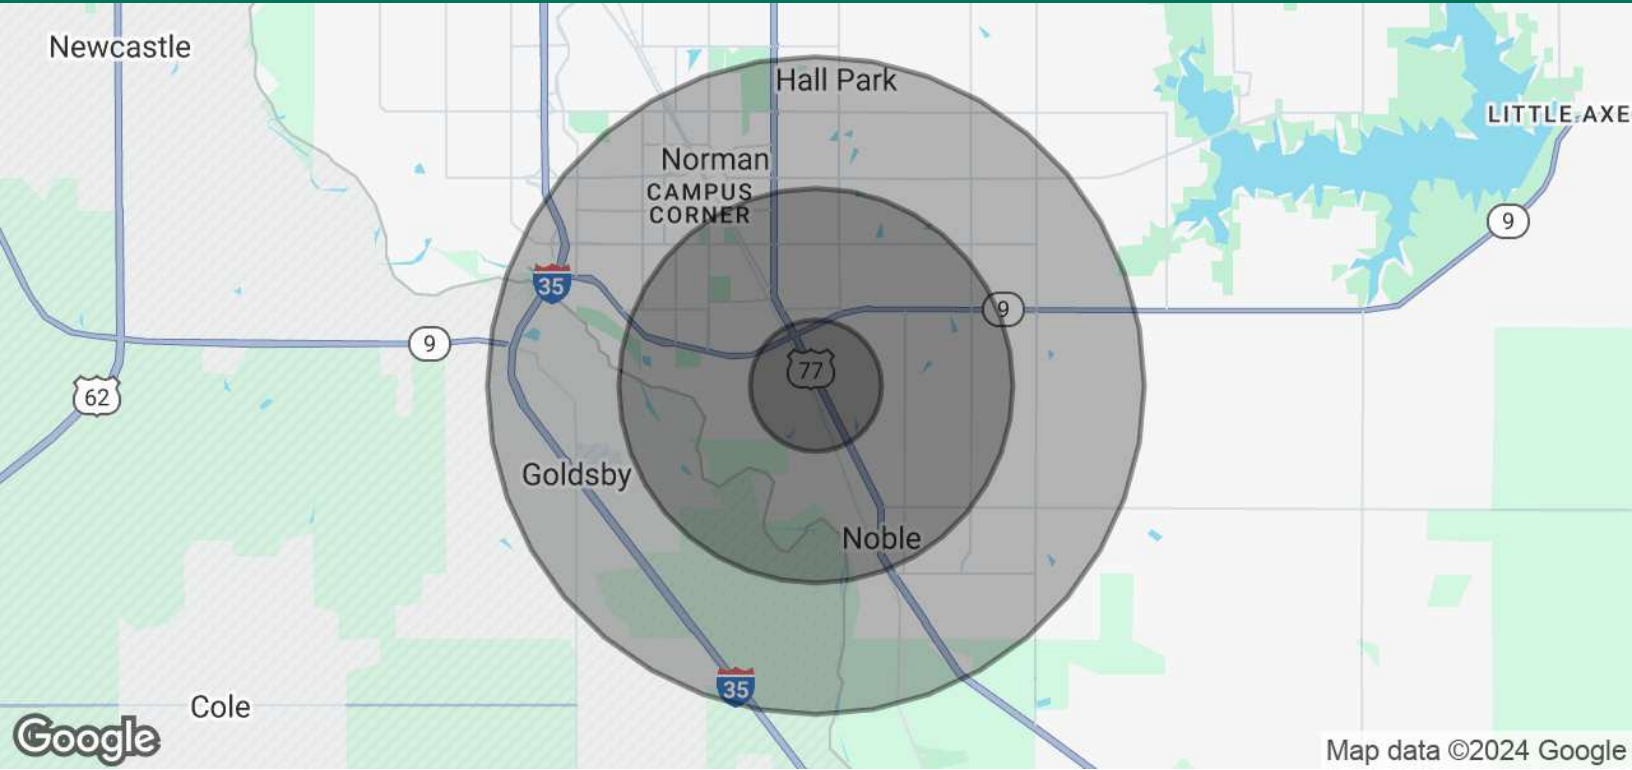 Newcastle
Hall Park
LITTLE AXE
Norman
CAMPUS
CORNER
9
35
9
9
77
62
Goldsby
Noble
35
Cole
Google
Map data ©2024 Google